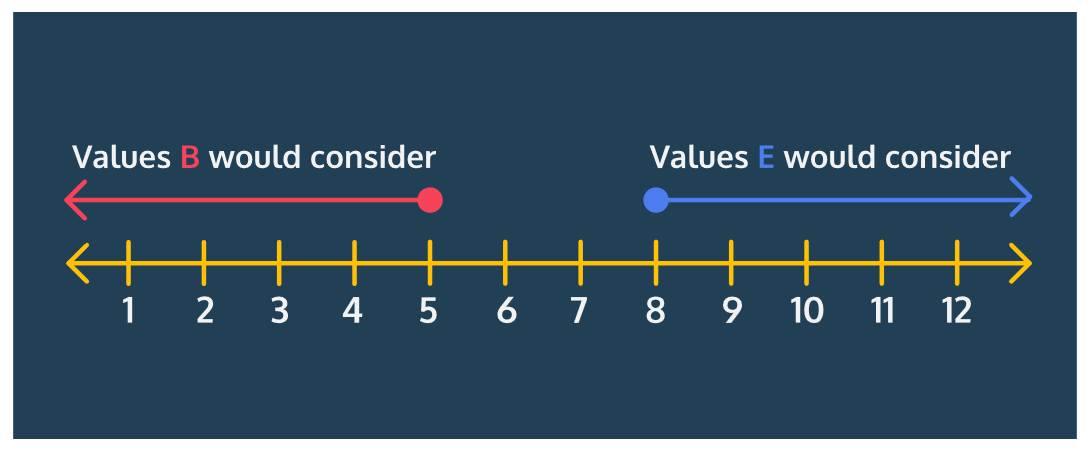 Values B would consider
Values E would consider
1 2 3 4 5 6 7 8 9 10 11 12